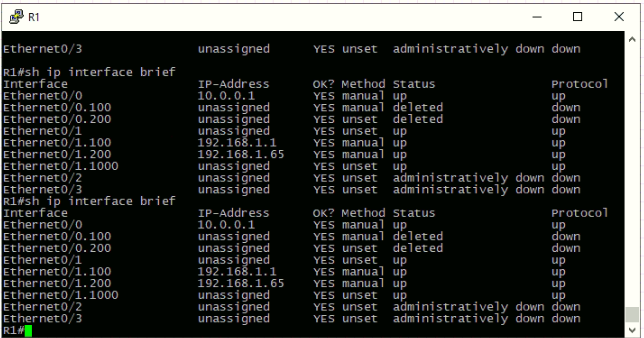 R1
Ethernet0/3 unassigned YES unset administratively down down
R1#sh ip interface brief
Interface IP-Address OK? Method Status Protocol
Ethernet0/0 10.0.0.1 YES manual up up
Ethernet0/0.100 unassigned YES manual deleted down
Ethernet0/0.200 unassigned YES unset deleted down
Ethernet0/1 unassigned YES unset up up
Ethernet0/1.100 192.168.1.1 YES manual up up
Ethernet0/1.200 192.168.1.65 YES manual up up
Ethernet0/1.1000 unassigned YES unset up up
Ethernet0/2 unassigned YES unset administratively down down
Ethernet0/3 unassigned YES unset administratively down down
R1#sh ip interface brief
Interface IP-Address OK? Method Status Protocol
Ethernet0/0 10.0.0.1 YES manual up up
Ethernet0/0.100 unassigned YES manual deleted down
Ethernet0/0.200 unassigned YES unset deleted down
Ethernet0/1 unassigned YES unset up up
Ethernet0/1.100 192.168.1.1 YES manual up up
Ethernet0/1.200 192.168.1.65 YES manual up up
Ethernet0/1.1000 unassigned YES unset up up
Ethernet0/2 unassigned YES unset administratively down down
Ethernet0/3 unassigned YES unset administratively down down
R1#